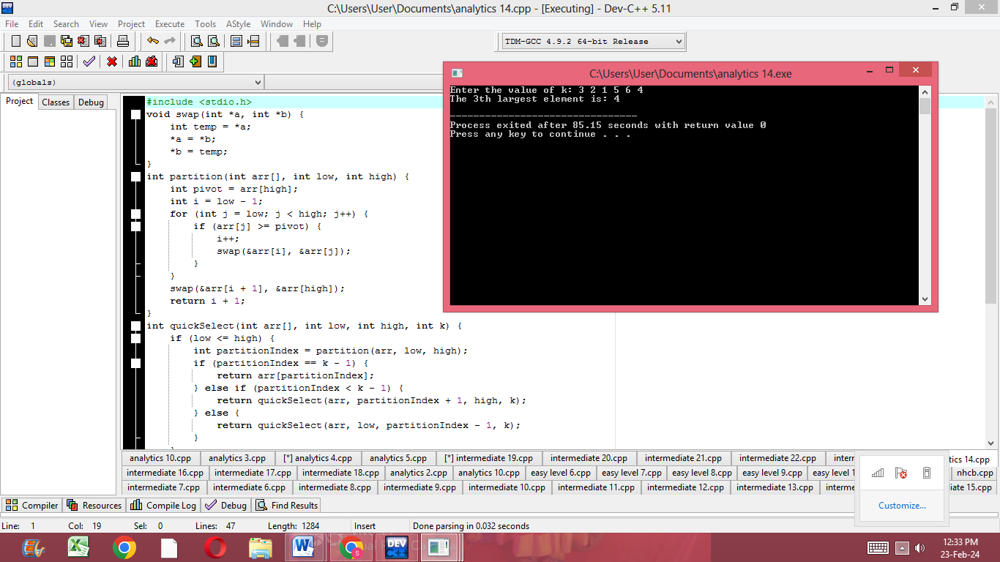 C:\Users\User\Documents\analytics 14.cpp - [Executing] - Dev-C++ 5.11
File Edit Search View Project Execute Tools AStyle Window Help
TDM-GCC 4.9.2 64-bit Release
(globals)
Project Classes Debug
#include <stdio.h>
void swap(int *a, int *b) {
int temp = *a;
*a = *b;
*b = temp;
}
int partition(int arr[], int low, int high) {
int pivot = arr[high];
int i = low - 1;
for (int j = low; j < high; j++) {
if (arr[j] >= pivot) {
i++;
swap(&arr[i], &arr[j]);
}
}
swap(&arr[i + 1], &arr[high]);
return i + 1;
}
int quickSelect(int arr[], int low, int high, int k) {
if (low <= high) {
int partitionIndex = partition(arr, low, high);
if (partitionIndex == k - 1) {
return arr[partitionIndex];
} else if (partitionIndex < k - 1) {
return quickSelect(arr, partitionIndex + 1, high, k);
} else {
return quickSelect(arr, low, partitionIndex - 1, k);
}
C:\Users\User\Documents\analytics 14.exe
Enter the value of k: 3 2 1 5 6 4
The 3th largest element is: 4
--------------------------------
Process exited after 85.15 seconds with return value 0
Press any key to continue . . .
analytics 10.cpp analytics 3.cpp [*] analytics 4.cpp analytics 5.cpp [*] intermediate 19.cpp intermediate 20.cpp intermediate 21.cpp intermediate 22.cpp tics 14.cpp
intermediate 16.cpp intermediate 17.cpp intermediate 18.cpp analytics 2.cpp analytics 10.cpp easy level 6.cpp easy level 7.cpp easy level 8.cpp easy level 9.cpp easy level 1 nhcb.cpp
intermediate 7.cpp intermediate 6.cpp intermediate 8.cpp intermediate 9.cpp intermediate 10.cpp intermediate 11.cpp intermediate 12.cpp intermediate 13.cpp te 15.cpp
Customize...
Compiler Resources Compile Log Debug Find Results
Line: 1 Col: 19 Sel: 0 Lines: 47 Length: 1284 Insert Done parsing in 0.032 seconds
12:33 PM
23-Feb-24